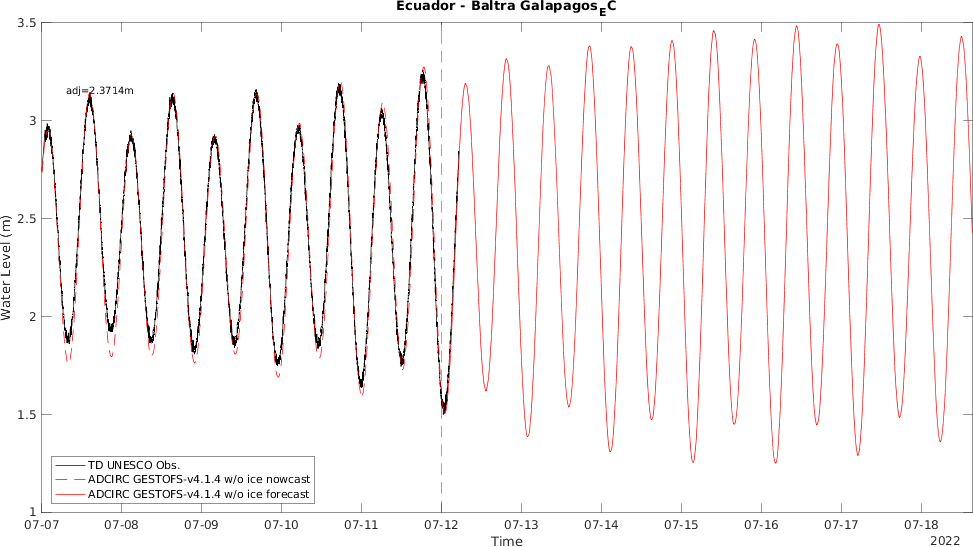 Ecuador - Baltra Galapagos_EC
adj=2.3714m
Water Level (m)
3.5
3
2.5
2
1.5
1
TD UNESCO Obs.
ADCIRC GESTOFS-v4.1.4 w/o ice nowcast
ADCIRC GESTOFS-v4.1.4 w/o ice forecast
07-07 07-08 07-09 07-10 07-11 07-12 07-13 07-14 07-15 07-16 07-17 07-18
Time
2022